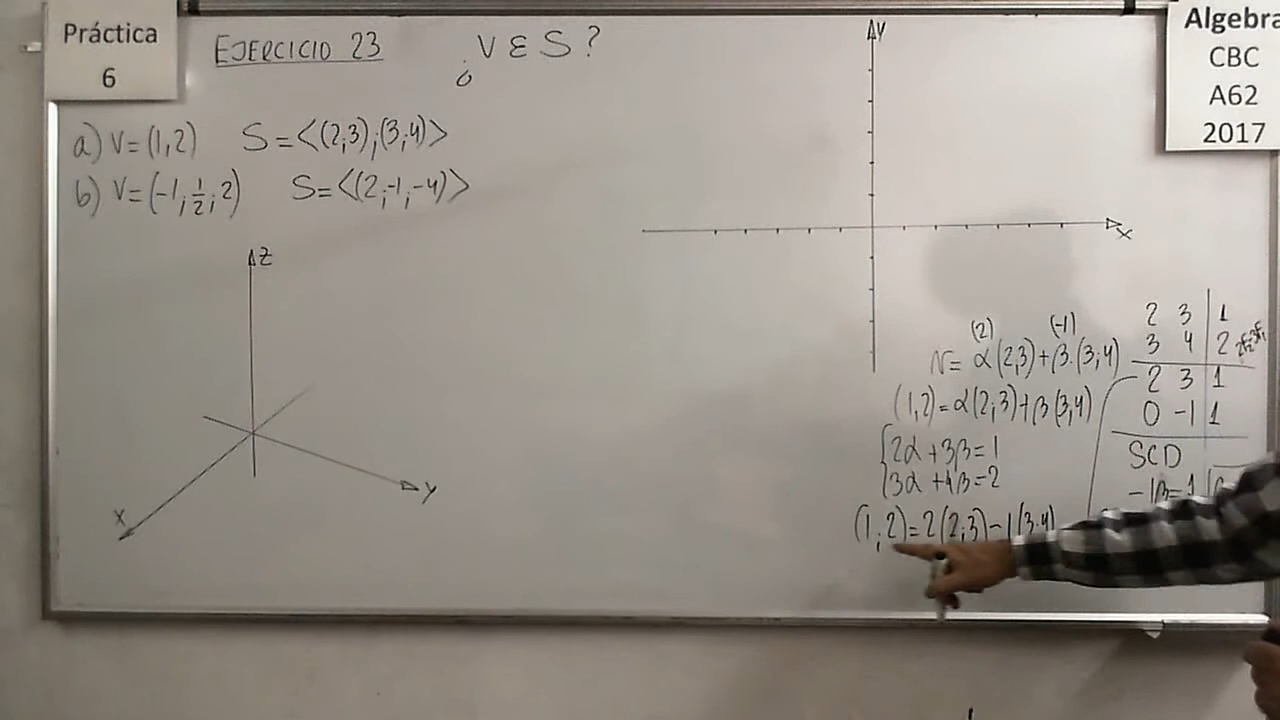 Práctica
6
EJERCICIO 23
¿V ε S?
Algebra
CBC
A62
2017
a) V=(1,2) S=<(2;3);(3;4)>
b) V=(-1;1/2;2) S=<(2;-1;-4)>
Z
Y
X
y
x
(2) (-1)
N= α(2;3)+β.(3;4)
(1,2)=α(2;3)+β(3;4)
{2α+3β=1
{3α+4β=2
(1;2)=2(2;3)-1(3;4)
2 3 | 1
3 4 | 2 2F2-3F1
2 3 | 1
0 -1 | 1
SCD
-1β=1